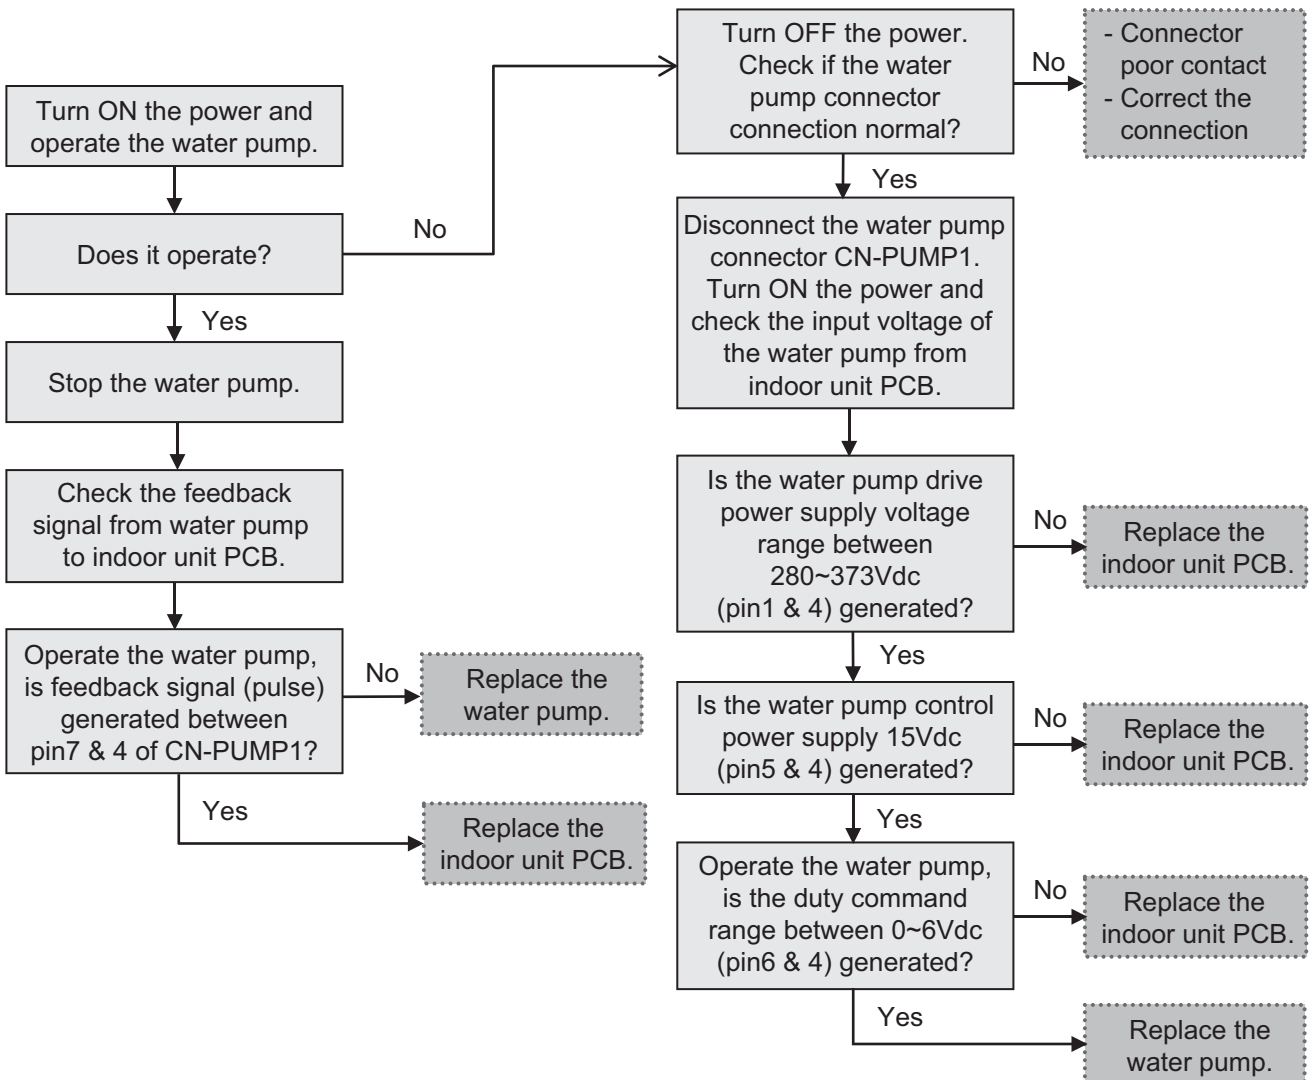 Turn ON the power and
operate the water pump.
Does it operate?
No
Yes
Stop the water pump.
Check the feedback
signal from water pump
to indoor unit PCB.
Operate the water pump,
is feedback signal (pulse)
generated between
pin7 & 4 of CN-PUMP1?
No
Replace the
water pump.
Yes
Replace the
indoor unit PCB.
Turn OFF the power.
Check if the water
pump connector
connection normal?
No
- Connector
poor contact
- Correct the
connection
Yes
Disconnect the water pump
connector CN-PUMP1.
Turn ON the power and
check the input voltage of
the water pump from
indoor unit PCB.
Is the water pump drive
power supply voltage
range between
280~373Vdc
(pin1 & 4) generated?
No
Replace the
indoor unit PCB.
Yes
Is the water pump control
power supply 15Vdc
(pin5 & 4) generated?
No
Replace the
indoor unit PCB.
Yes
Operate the water pump,
is the duty command
range between 0~6Vdc
(pin6 & 4) generated?
No
Replace the
indoor unit PCB.
Yes
Replace the
water pump.